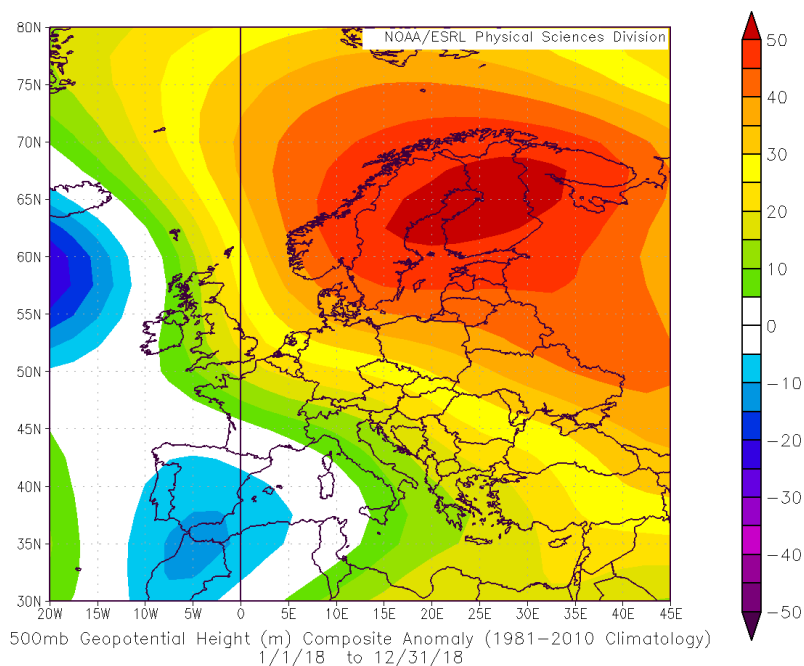 NOAA/ESRL Physical Sciences Division
80N
75N
70N
65N
60N
55N
50N
45N
40N
35N
30N
20W 15W 10W 5W 0 5E 10E 15E 20E 25E 30E 35E 40E 45E
50
40
30
20
10
0
−10
−20
−30
−40
−50
500mb Geopotential Height (m) Composite Anomaly (1981−2010 Climatology)
1/1/18 to 12/31/18